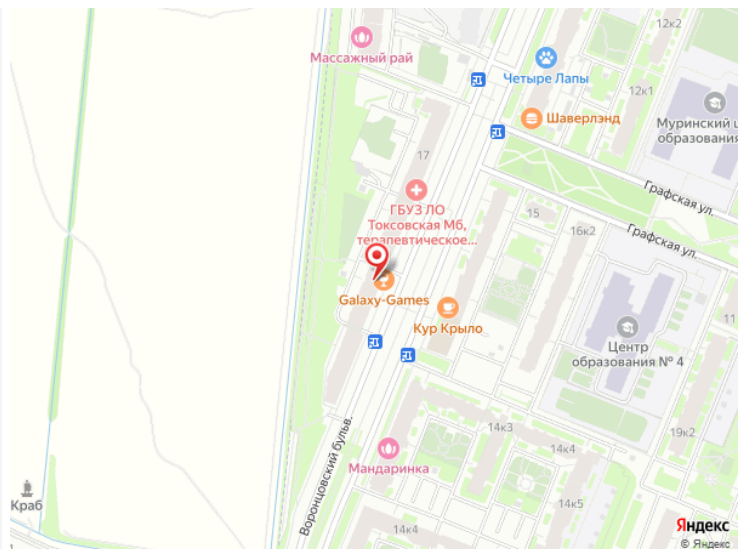 12к2
Массажный рай
Четыре Лапы
12к1
Шаверлэнд
Муринский ц
образования
17
Графская ул.
ГБУЗ ЛО
Токсовская Мб,
терапевтическое...
15
16к2
Графская ул.
Galaxy-Games
Кур Крыло
11
Центр
образования № 4
14к3
19к2
14к4
Мандаринка
Воронцовский бульв.
Краб
14к5
14к4
Яндекс
© Яндекс